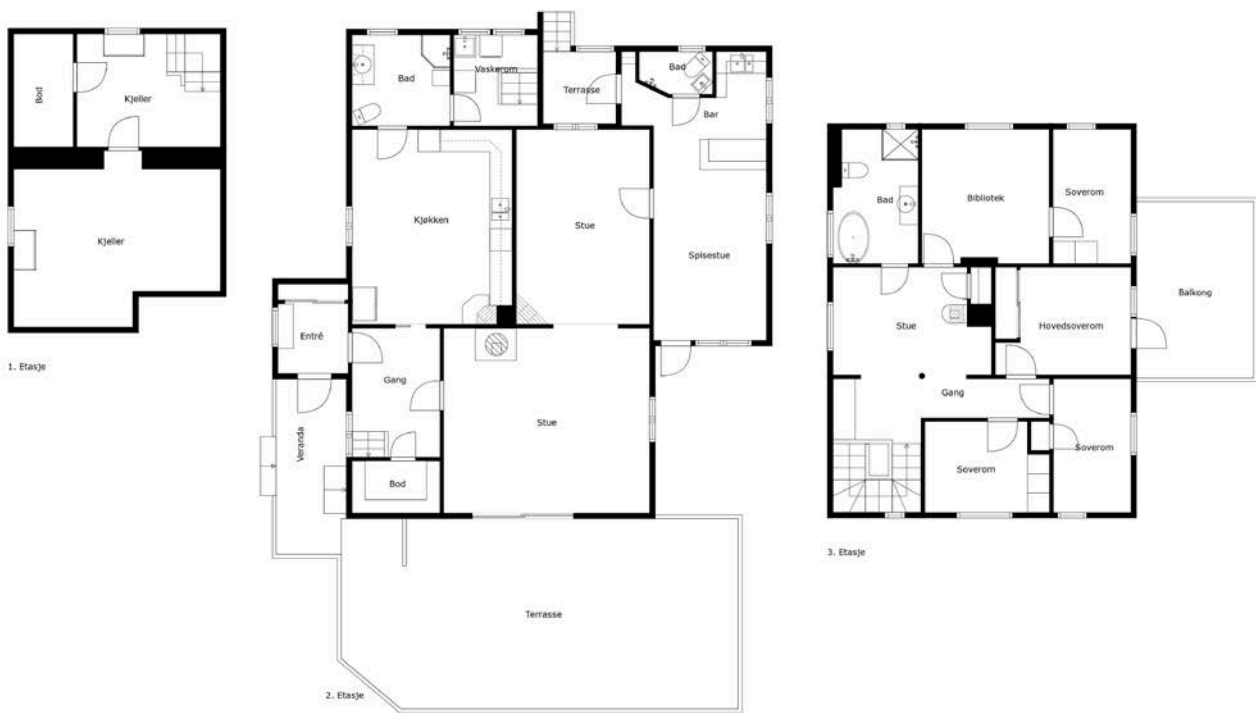 Bod
Kjeller
Kjeller
1. Etasje
Bad
Vaskerom
Terrasse
Bad
Bar
Kjøkken
Stue
Spisestue
Entré
Gang
Veranda
Stue
Bod
Terrasse
2. Etasje
Bad
Bibliotek
Soverom
Balkong
Stue
Hovedsoverom
Gang
Soverom
Soverom
3. Etasje